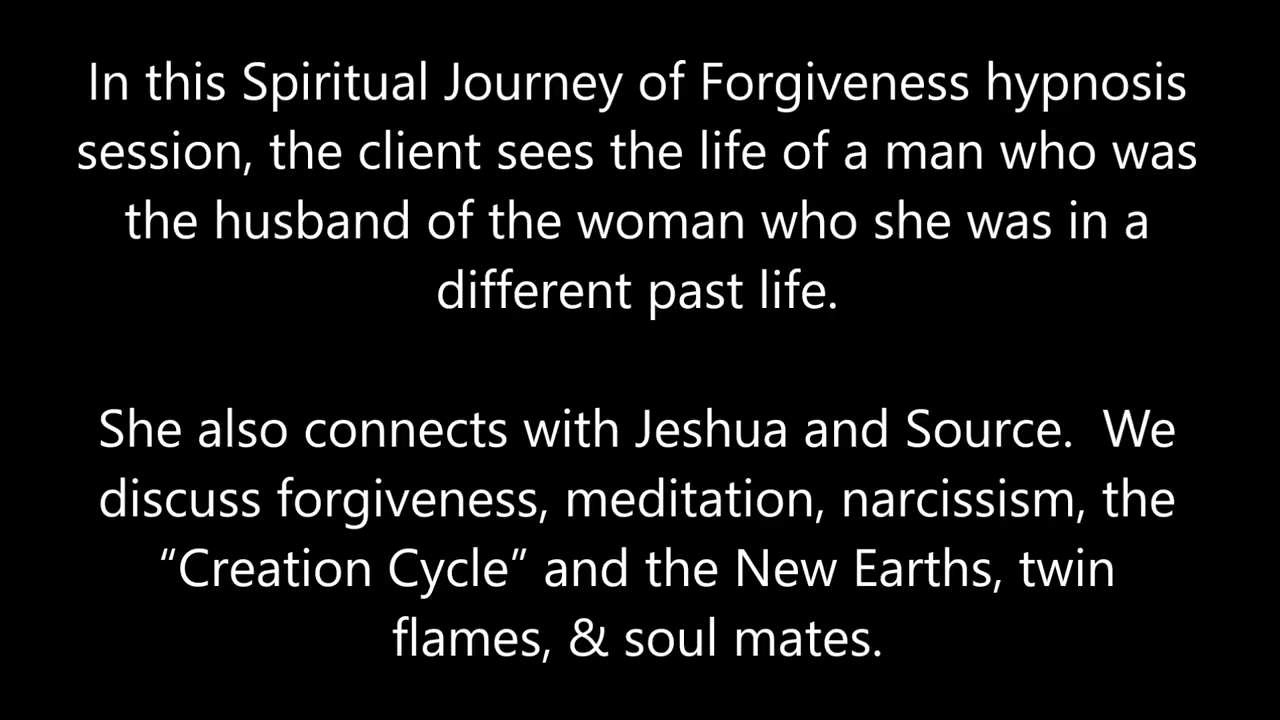 In this Spiritual Journey of Forgiveness hypnosis
session, the client sees the life of a man who was
the husband of the woman who she was in a
different past life.
She also connects with Jeshua and Source.  We
discuss forgiveness, meditation, narcissism, the
“Creation Cycle” and the New Earths, twin
flames, & soul mates.